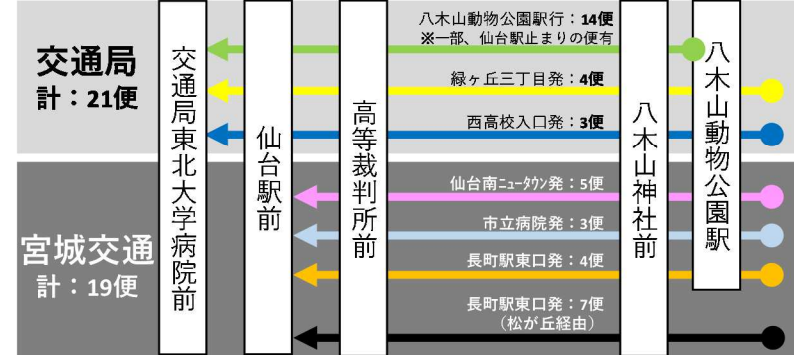 交通局
計：21便
宮城交通
計：19便
交通局東北大学病院前
仙台駅前
高等裁判所前
八木山神社前
八木山動物公園駅
八木山動物公園駅行：14便
※一部、仙台駅止まりの便有
緑ヶ丘三丁目発：4便
西高校入口発：3便
仙台南ﾆｭｰﾀｳﾝ発：5便
市立病院発：3便
長町駅東口発：4便
長町駅東口発：7便
（松が丘経由）